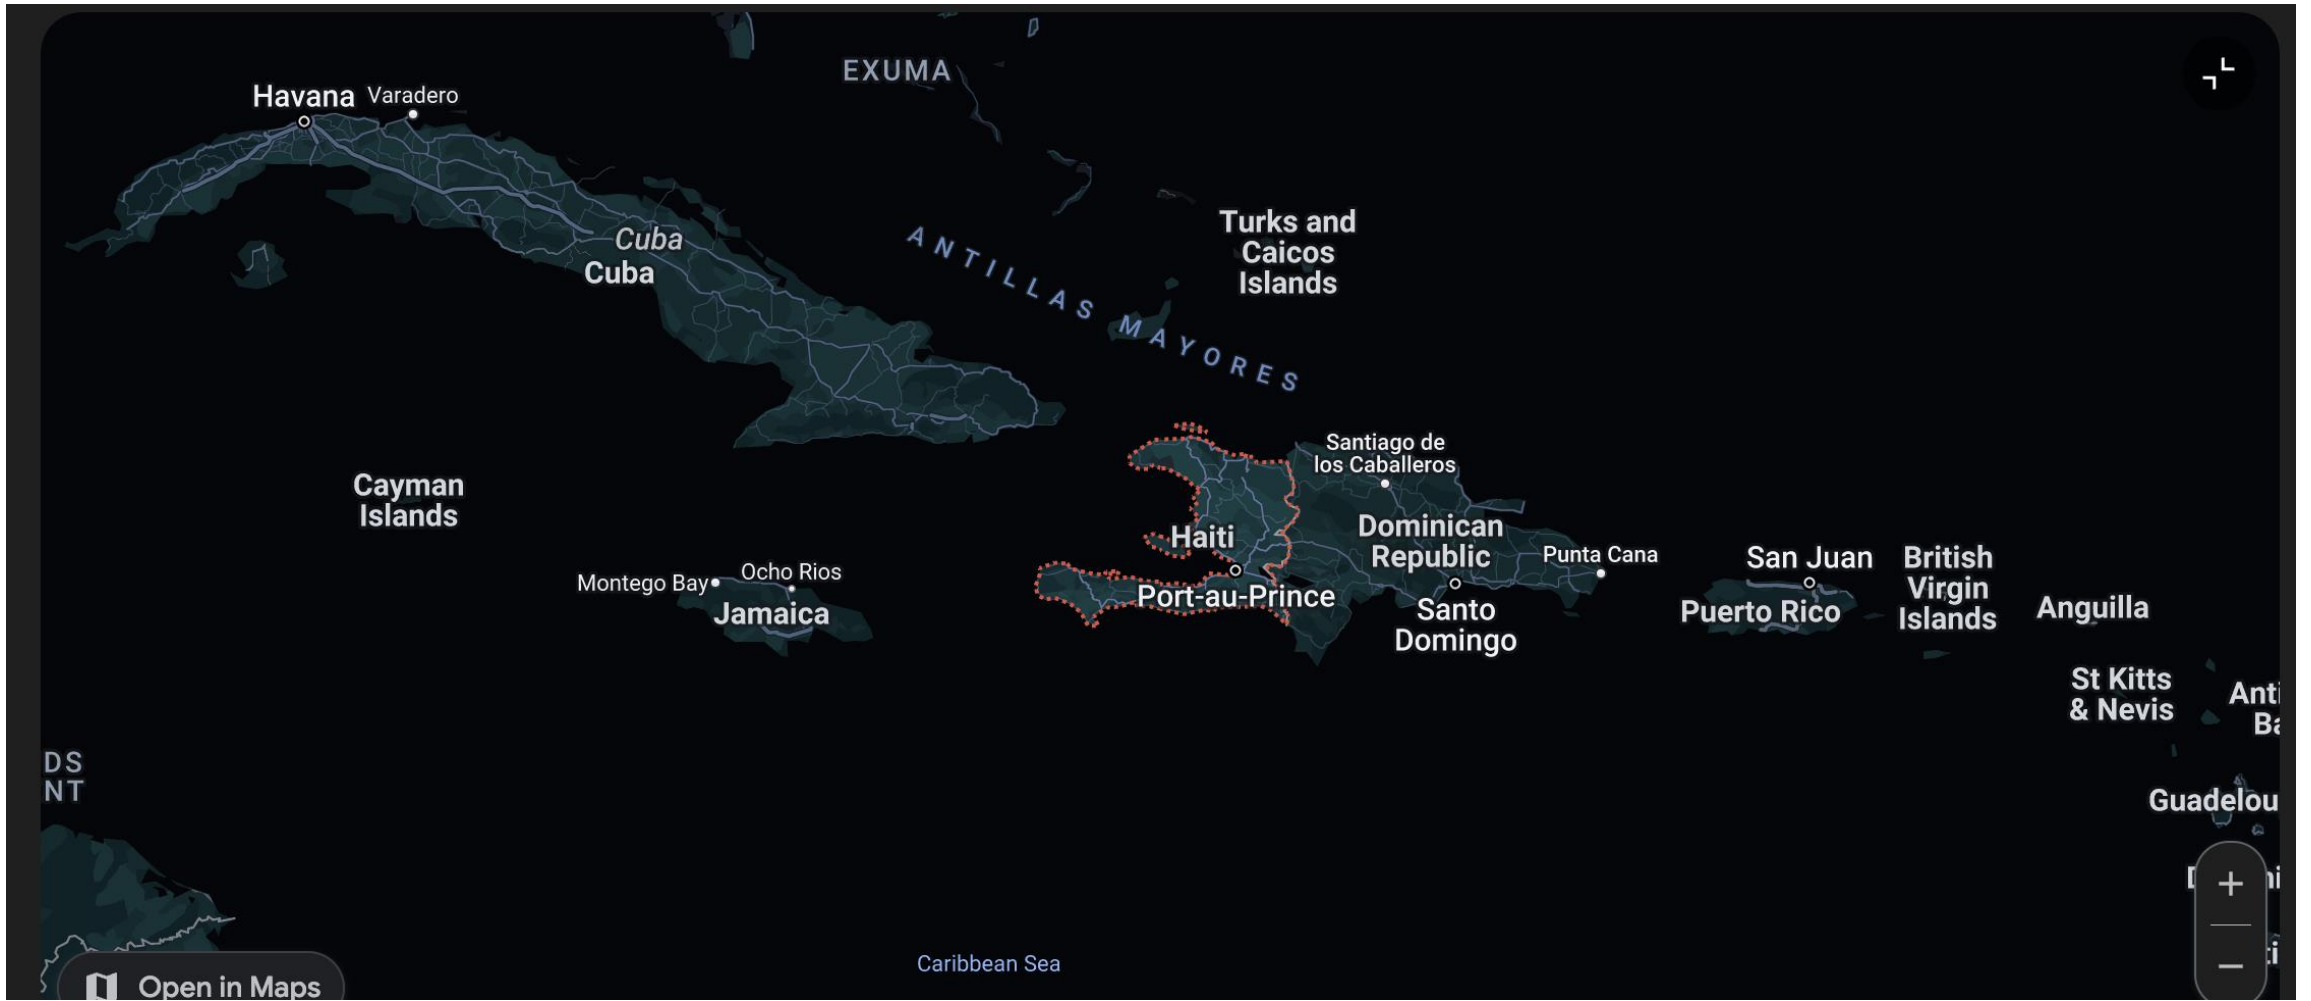 EXUMA
Havana
Varadero
Turks and
Caicos
Islands
Cuba
Cuba
ANTILLAS MAYORES
Santiago de
los Caballeros
Cayman
Islands
Haiti
Dominican
Republic
Punta Cana
San Juan
British
Virgin
Islands
Montego Bay
Ocho Rios
Jamaica
Port-au-Prince
Santo
Domingo
Puerto Rico
Anguilla
St Kitts
& Nevis
Anti
Ba
DS
NT
Guadelou
Caribbean Sea
Open in Maps
+
−